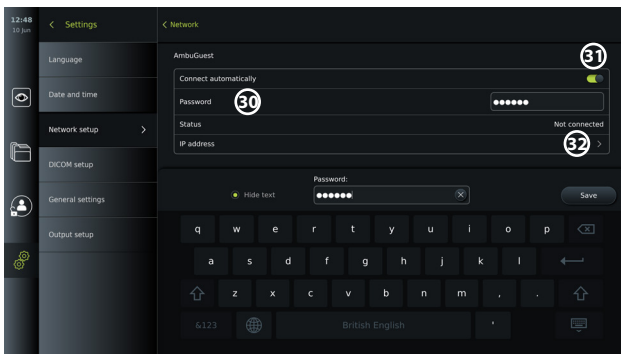 12:48
10 Jun
Settings
Network
Language
Date and time
Network setup
DICOM setup
General settings
Output setup
AmbuGuest
31
Connect automatically
Password
30
●●●●●●
Status
Not connected
IP address
32
Password:
Hide text
●●●●●●
Save
q w e r t y u i o p
a s d f g h j k l
z x c v b n m , .
&123
British English
'